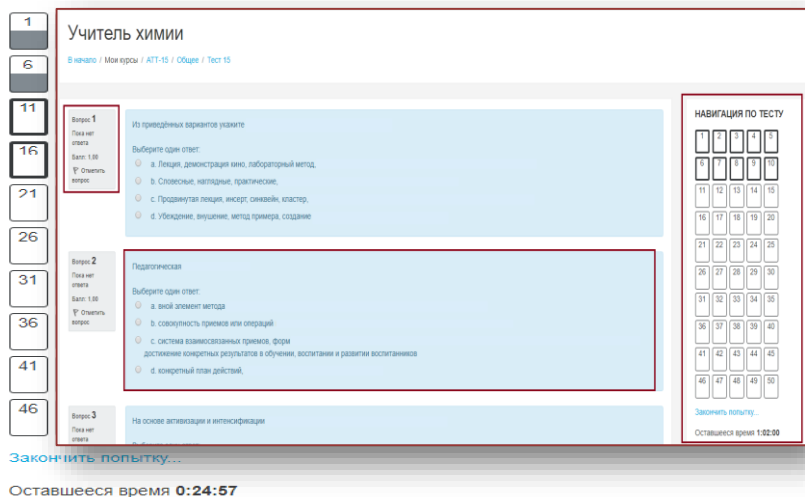 1
6
11
16
21
26
31
36
41
46
Закончить попытку...
Оставшееся время 0:24:57
Учитель химии
В начало / Мои курсы / АТТ-15 / Общее / Тест 15
Вопрос 1
Пока нет
ответа
Балл: 1.00
Отметить
вопрос
Из приведённых вариантов укажите
Выберите один ответ:
a. Лекция, демонстрация кино, лабораторный метод,
b. Словесные, наглядные, практические;
c. Продвинутая лекция, инсерт, синквейн, кластер,
d. Убеждение, внушение, метод примера, создание
Вопрос 2
Пока нет
ответа
Балл: 1.00
Отметить
вопрос
Педагогическая
Выберите один ответ:
a. вной элемент метода
b. совокупность приемов или операций
c. система взаимосвязанных приемов, форм
достижение конкретных результатов в обучении, воспитании и развитии воспитанников
d. конкретный план действий,
Вопрос 3
Пока нет
ответа
На основе активизации и интенсификации
НАВИГАЦИЯ ПО ТЕСТУ
1 2 3 4 5
6 7 8 9 10
11 12 13 14 15
16 17 18 19 20
21 22 23 24 25
26 27 28 29 30
31 32 33 34 35
36 37 38 39 40
41 42 43 44 45
46 47 48 49 50
Закончить попытку...
Оставшееся время 1:02:00